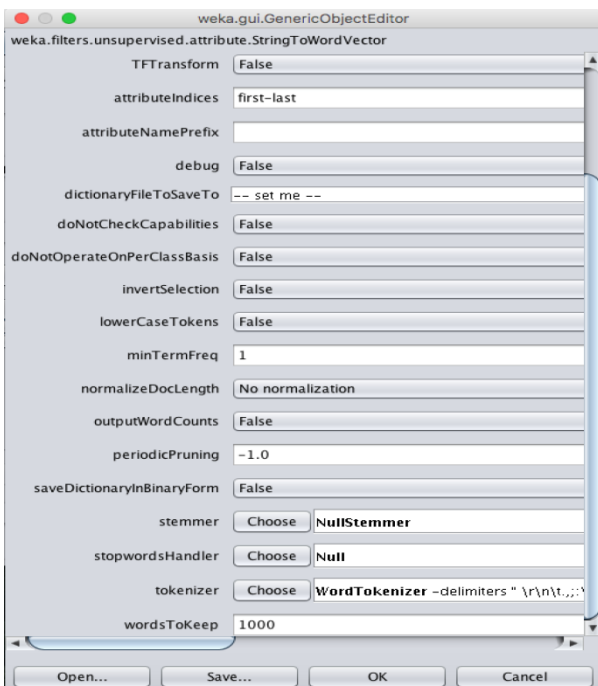 weka.gui.GenericObjectEditor
weka.filters.unsupervised.attribute.StringToWordVector
TFTransform False
attributeIndices first-last
attributeNamePrefix
debug False
dictionaryFileToSaveTo -- set me --
doNotCheckCapabilities False
doNotOperateOnPerClassBasis False
invertSelection False
lowerCaseTokens False
minTermFreq 1
normalizeDocLength No normalization
outputWordCounts False
periodicPruning -1.0
saveDictionaryInBinaryForm False
stemmer Choose NullStemmer
stopwordsHandler Choose Null
tokenizer Choose WordTokenizer -delimiters " \r\n\t.,;:\
wordsToKeep 1000
Open... Save... OK Cancel